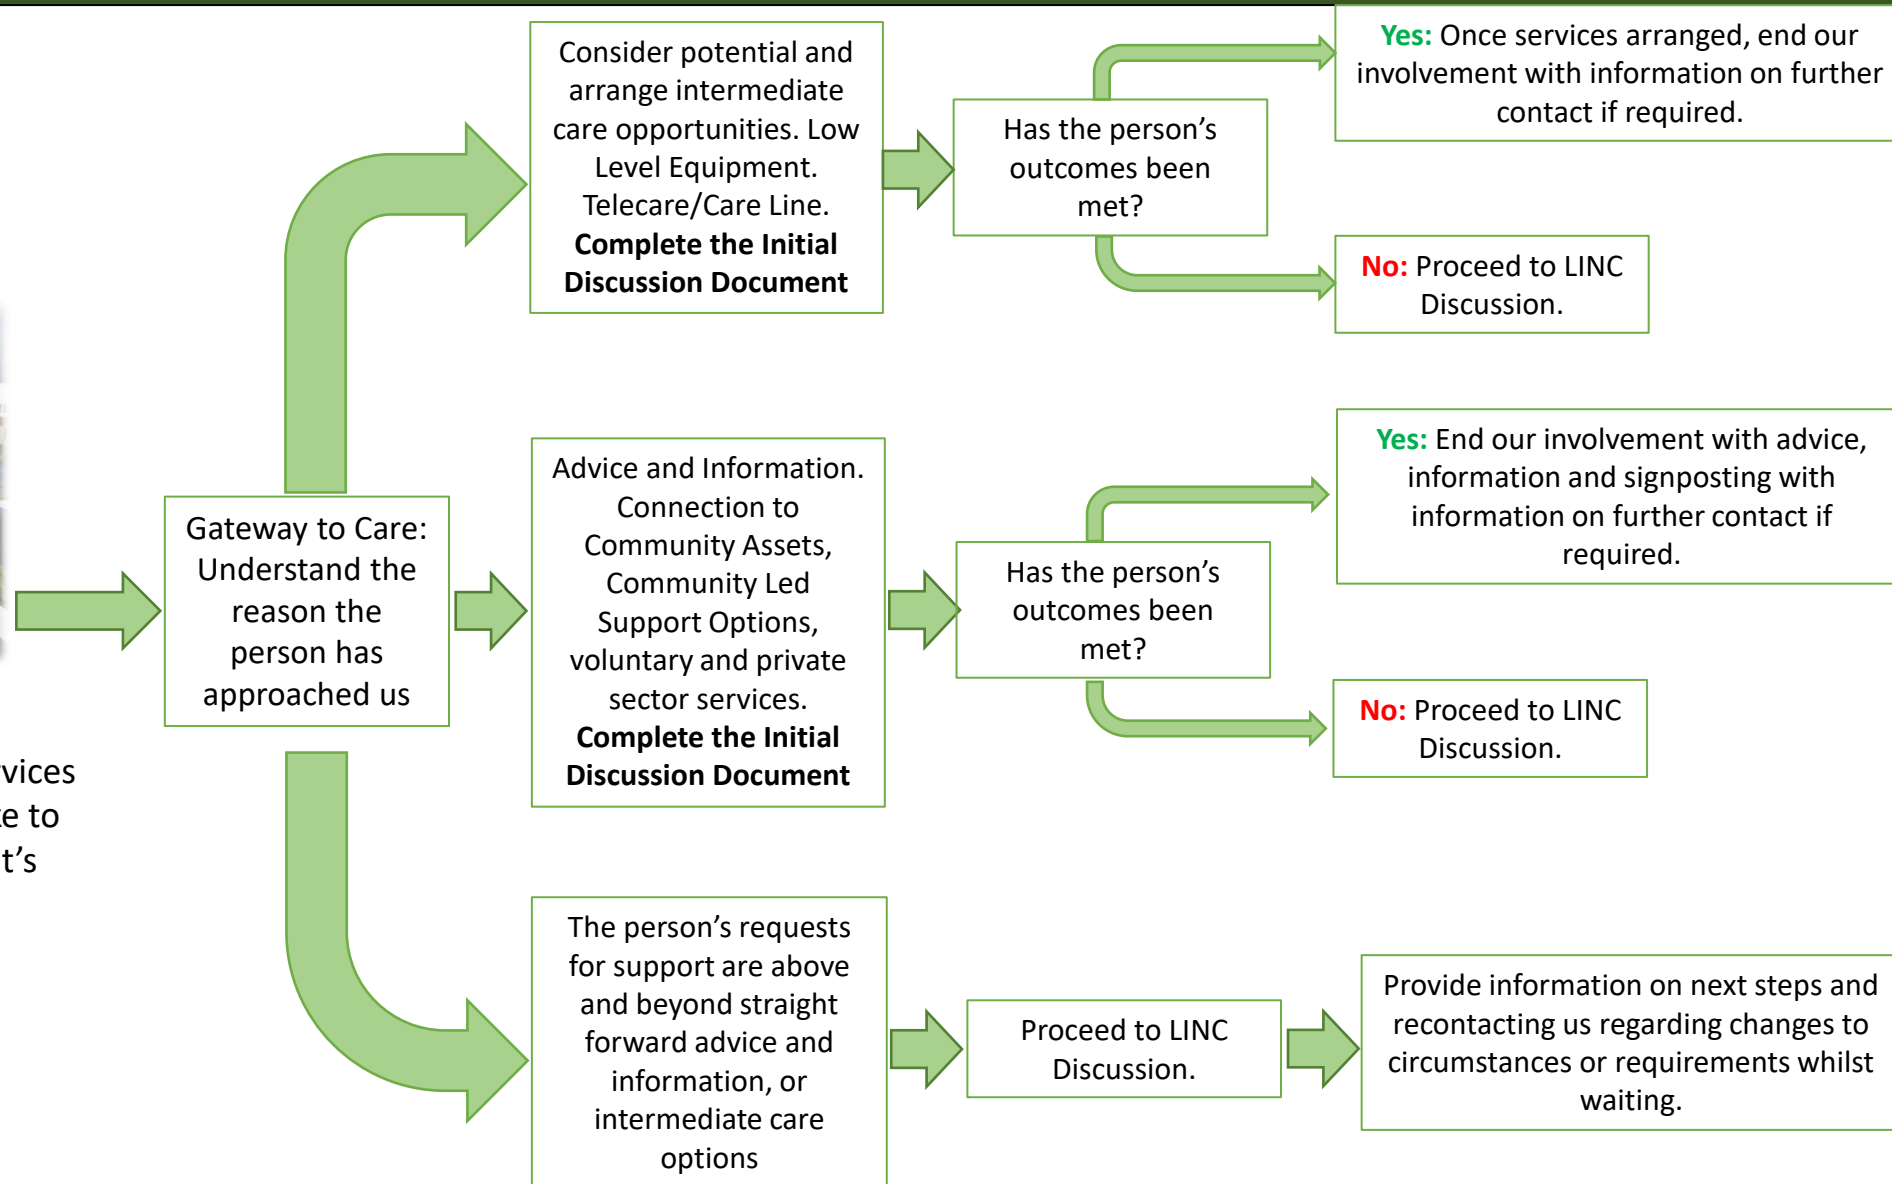 Consider potential and
arrange intermediate
care opportunities. Low
Level Equipment.
Telecare/Care Line.
Complete the Initial
Discussion Document
Has the person’s
outcomes been
met?
Yes: Once services arranged, end our
involvement with information on further
contact if required.
No: Proceed to LINC
Discussion.
Gateway to Care:
Understand the
reason the
person has
approached us
Advice and Information.
Connection to
Community Assets,
Community Led
Support Options,
voluntary and private
sector services.
Complete the Initial
Discussion Document
Has the person’s
outcomes been
met?
Yes: End our involvement with advice,
information and signposting with
information on further contact if
required.
No: Proceed to LINC
Discussion.
The person’s requests
for support are above
and beyond straight
forward advice and
information, or
intermediate care
options
Proceed to LINC
Discussion.
Provide information on next steps and
recontacting us regarding changes to
circumstances or requirements whilst
waiting.
to